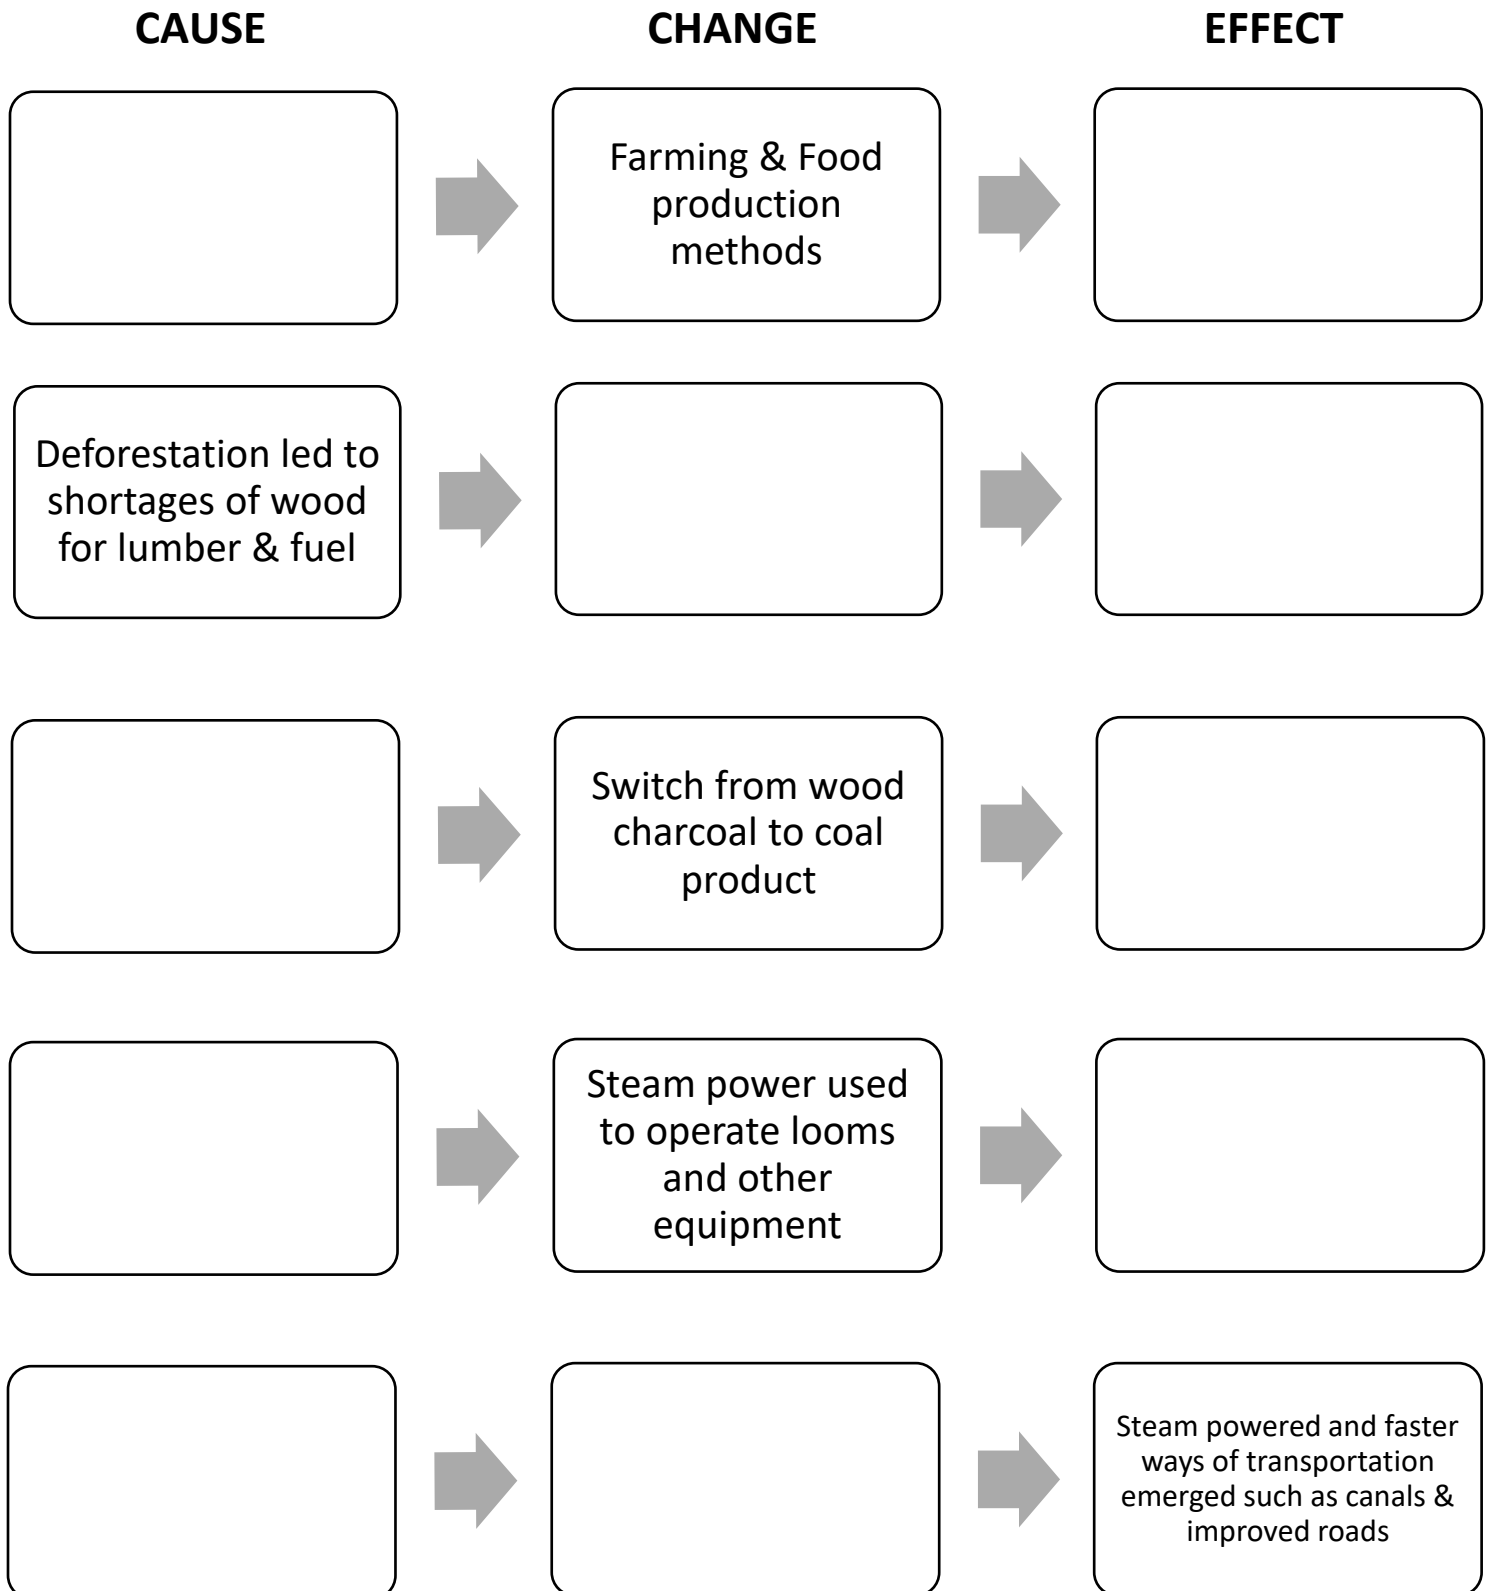 CAUSE CHANGE EFFECT
Farming & Food
production
methods
Deforestation led to
shortages of wood
for lumber & fuel
Switch from wood
charcoal to coal
product
Steam power used
to operate looms
and other
equipment
Steam powered and faster
ways of transportation
emerged such as canals &
improved roads